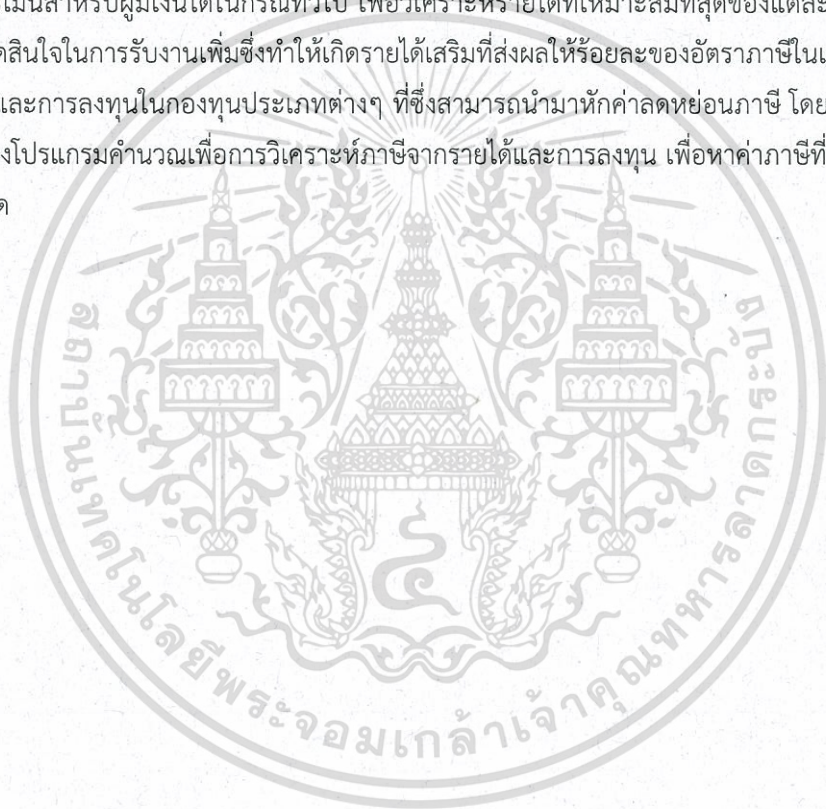 สำหรับผู้มีเงินได้ในกรณีทั่วไป เพื่อวิเคราะห์รายได้ที่เหมาะสมที่สุดของแต่ละ
สินใจในการรับงานเพิ่มซึ่งทำให้เกิดรายได้เสริมที่ส่งผลให้ร้อยละของอัตราภาษีใน
และการลงทุนในกองทุนประเภทต่างๆ ที่ซึ่งสามารถนำมาหักค่าลดหย่อนภาษี โดย
โปรแกรมคำนวณเพื่อการวิเคราะห์ภาษีจากรายได้และการลงทุน เพื่อหาค่าภาษีที่
สถาบันเทคโนโลยีพระจอมเกล้าเจ้าคุณทหารลาดกระบัง